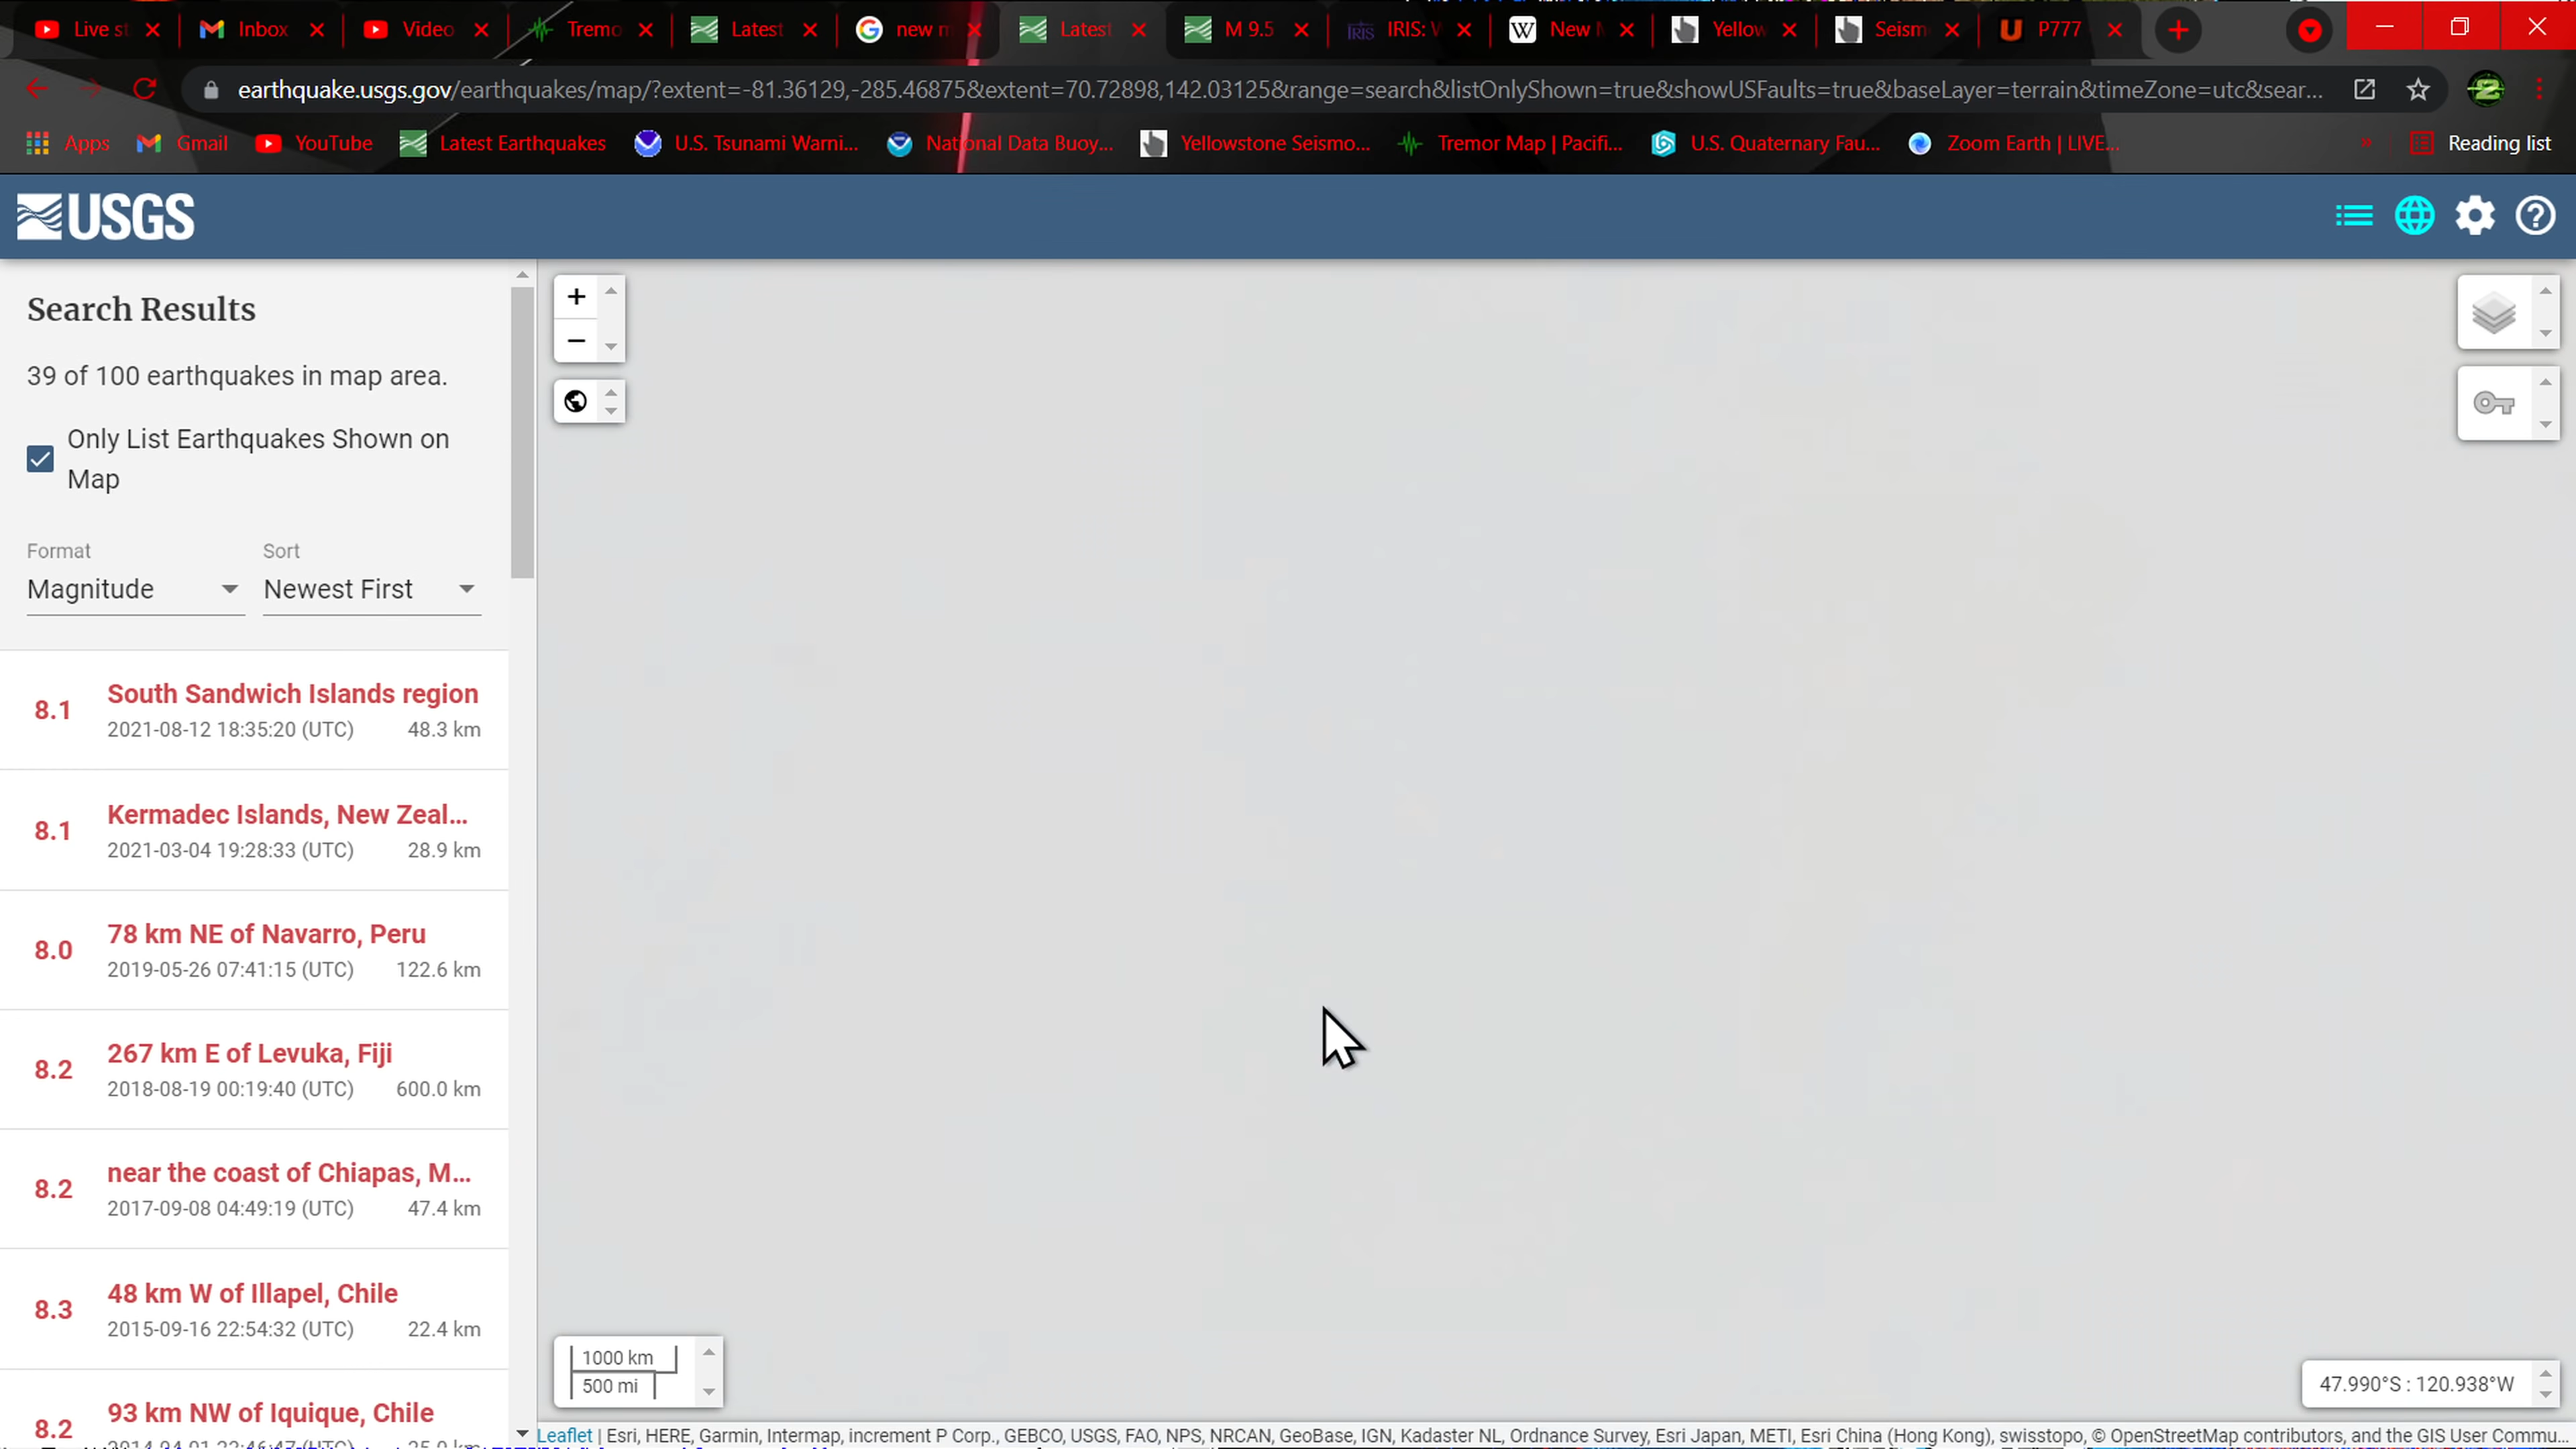 Live st
Inbox
Video
Tremo
Latest
new m
Latest
M 9.5
IRIS: W
New M
Yellow
Seism
P777
earthquake.usgs.gov/earthquakes/map/?extent=-81.36129,-285.46875&extent=70.72898,142.03125&range=search&listOnlyShown=true&showUSFaults=true&baseLayer=terrain&timeZone=utc&sear...
Apps
Gmail
YouTube
Latest Earthquakes
U.S. Tsunami Warni...
National Data Buoy...
Yellowstone Seismo...
Tremor Map | Pacifi...
U.S. Quaternary Fau...
Zoom Earth | LIVE...
»
Reading list
USGS
Search Results
39 of 100 earthquakes in map area.
Only List Earthquakes Shown on
Map
Format
Sort
Magnitude
Newest First
8.1
South Sandwich Islands region
2021-08-12 18:35:20 (UTC) 48.3 km
8.1
Kermadec Islands, New Zeal...
2021-03-04 19:28:33 (UTC) 28.9 km
8.0
78 km NE of Navarro, Peru
2019-05-26 07:41:15 (UTC) 122.6 km
8.2
267 km E of Levuka, Fiji
2018-08-19 00:19:40 (UTC) 600.0 km
8.2
near the coast of Chiapas, M...
2017-09-08 04:49:19 (UTC) 47.4 km
8.3
48 km W of Illapel, Chile
2015-09-16 22:54:32 (UTC) 22.4 km
8.2
93 km NW of Iquique, Chile
+
−
1000 km
500 mi
47.990°S : 120.938°W
Leaflet | Esri, HERE, Garmin, Intermap, increment P Corp., GEBCO, USGS, FAO, NPS, NRCAN, GeoBase, IGN, Kadaster NL, Ordnance Survey, Esri Japan, METI, Esri China (Hong Kong), swisstopo, © OpenStreetMap contributors, and the GIS User Commu...